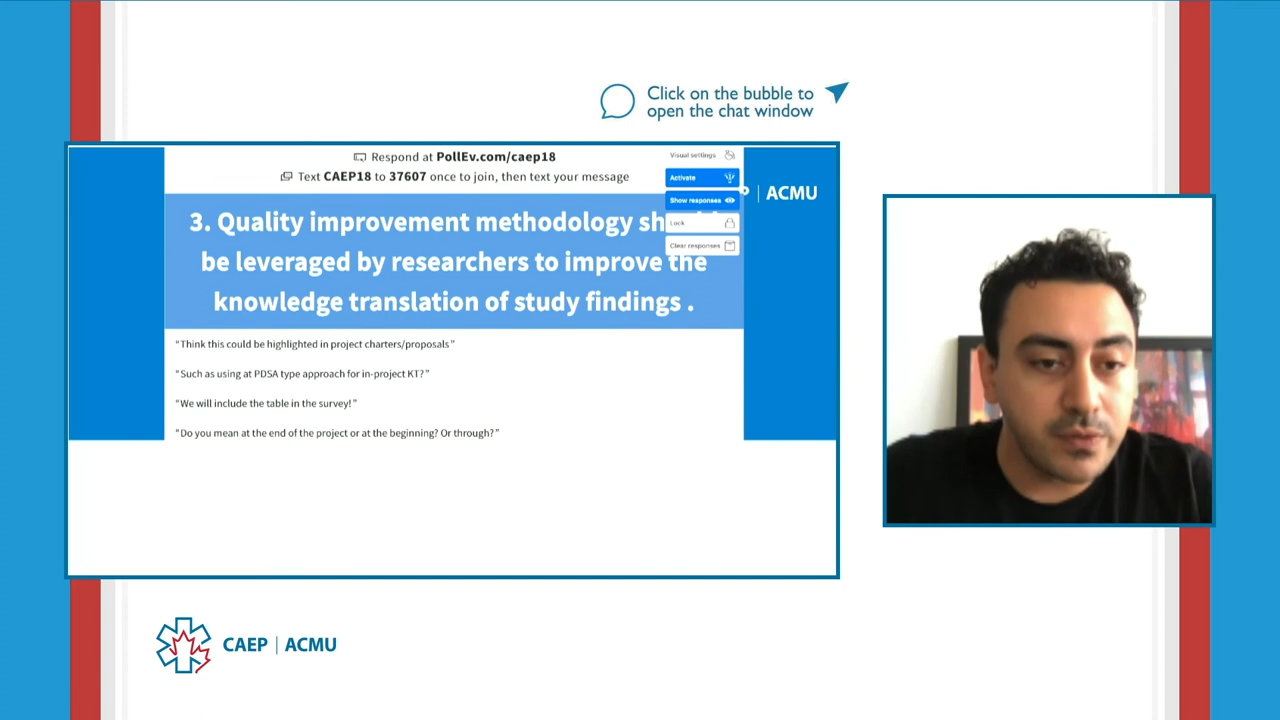 Click on the bubble to
open the chat window
Respond at PollEv.com/caep18
Text CAEP18 to 37607 once to join, then text your message
Visual settings
Activate
Show responses
Lock
Clear responses
ACMU
3. Quality improvement methodology sh
be leveraged by researchers to improve the
knowledge translation of study findings .
"Think this could be highlighted in project charters/proposals"
"Such as using at PDSA type approach for in-project KT?"
"We will include the table in the survey!"
"Do you mean at the end of the project or at the beginning? Or through?"
CAEP | ACMU